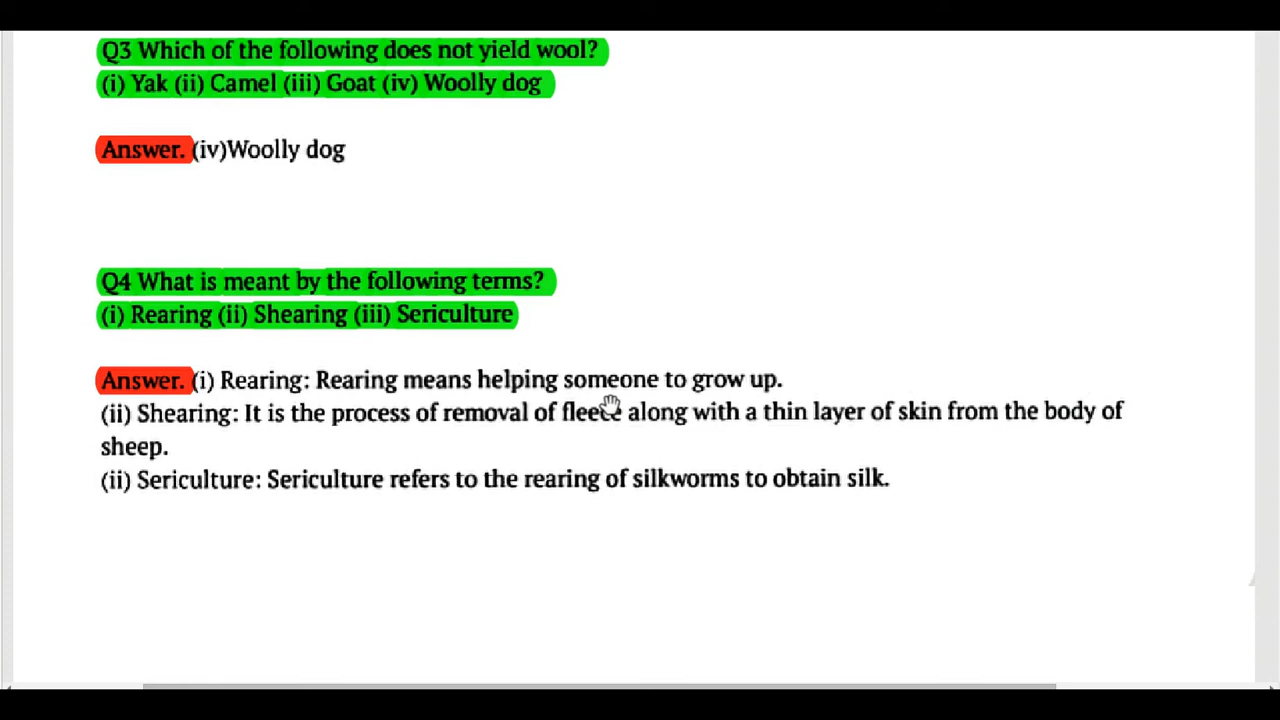 Q3 Which of the following does not yield wool?
(i) Yak (ii) Camel (iii) Goat (iv) Woolly dog
Answer. (iv)Woolly dog
Q4 What is meant by the following terms?
(i) Rearing (ii) Shearing (iii) Sericulture
Answer. (i) Rearing: Rearing means helping someone to grow up.
(ii) Shearing: It is the process of removal of fleece along with a thin layer of skin from the body of
sheep.
(ii) Sericulture: Sericulture refers to the rearing of silkworms to obtain silk.